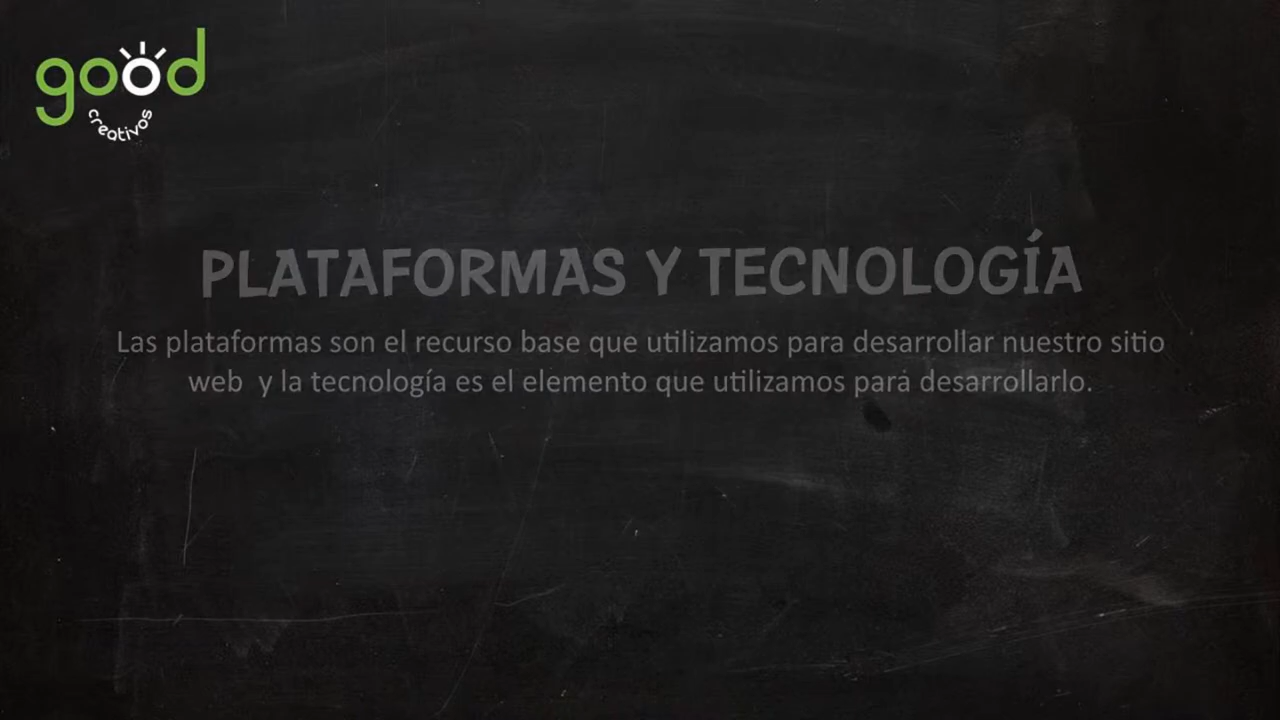 good
creativos
PLATAFORMAS Y TECNOLOGÍA
Las plataformas son el recurso base que utilizamos para desarrollar nuestro sitio
web  y la tecnología es el elemento que utilizamos para desarrollarlo.